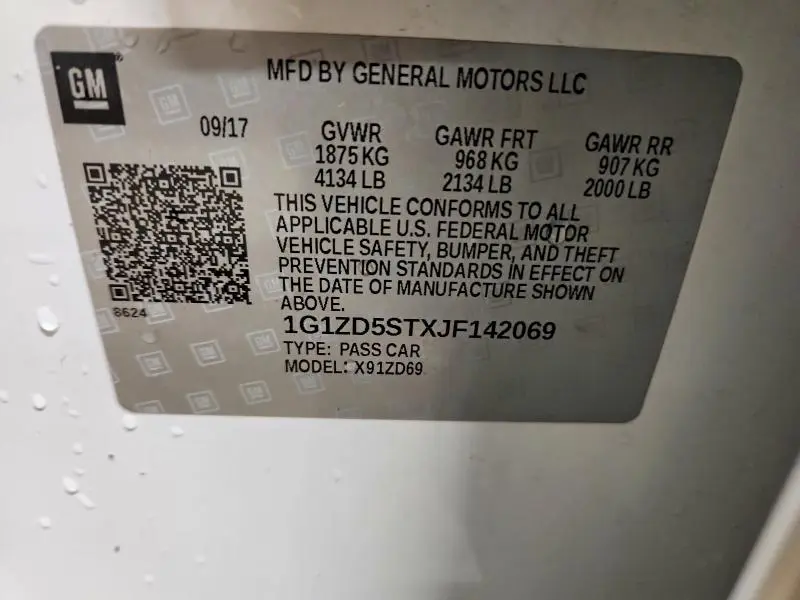 GM
MFD BY GENERAL MOTORS LLC
09/17 GVWR GAWR FRT GAWR RR
1875 KG 968 KG 907 KG
4134 LB 2134 LB 2000 LB
THIS VEHICLE CONFORMS TO ALL
APPLICABLE U.S. FEDERAL MOTOR
VEHICLE SAFETY, BUMPER, AND THEFT
PREVENTION STANDARDS IN EFFECT ON
THE DATE OF MANUFACTURE SHOWN
ABOVE.
8624
1G1ZD5STXJF142069
TYPE: PASS CAR
MODEL: X91ZD69